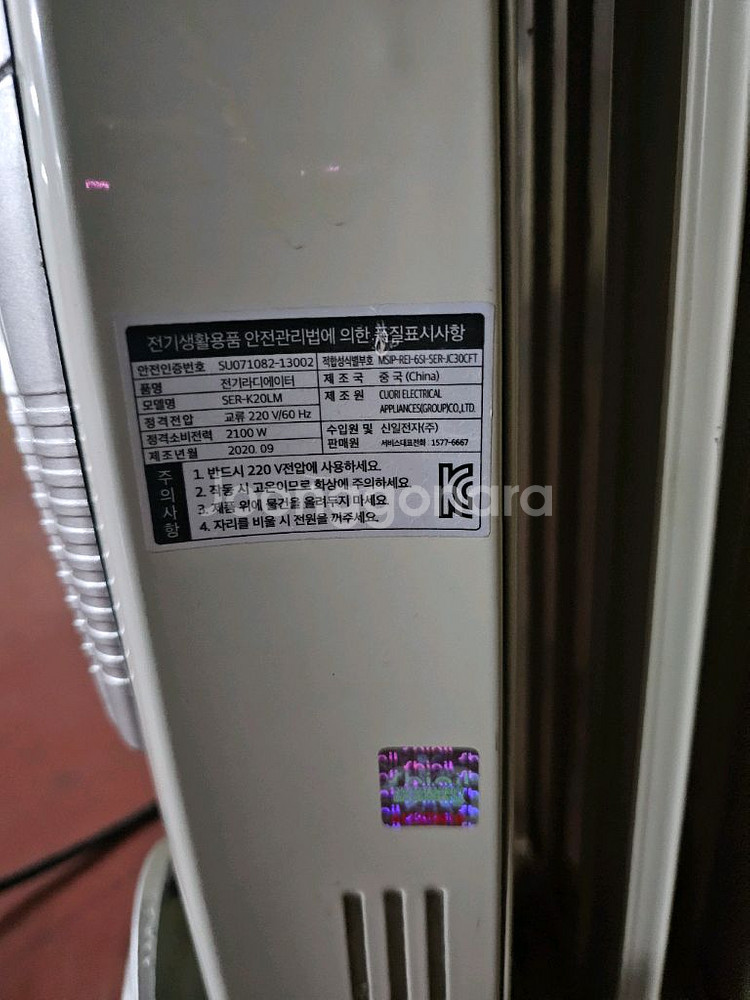 전기생활용품 안전관리법에 의한 품질표시사항
안전인증번호 SU071082-13002 적합성식별부호 MSIP-REI-6SI-SER-JC30CFT
품명 전기라디에이터 제 조 국 중 국 (China)
모델명 SER-K20LM 제 조 원 CUORI ELECTRICAL
APPLIANCES(GROUP)CO.,LTD.
정격전압 교류 220 V/60 Hz
정격소비전력 2100 W 수입원 및 신일전자(주)
판매원 서비스대표전화 1577-6667
제조년월 2020. 09
주의사항
1. 반드시 220 V전압에 사용하세요.
2. 작동 시 고온이므로 화상에 주의하세요.
3. 제품 위에 물건을 올려두지 마세요.
4. 자리를 비울 시 전원을 꺼주세요.
joonggonara
shinil